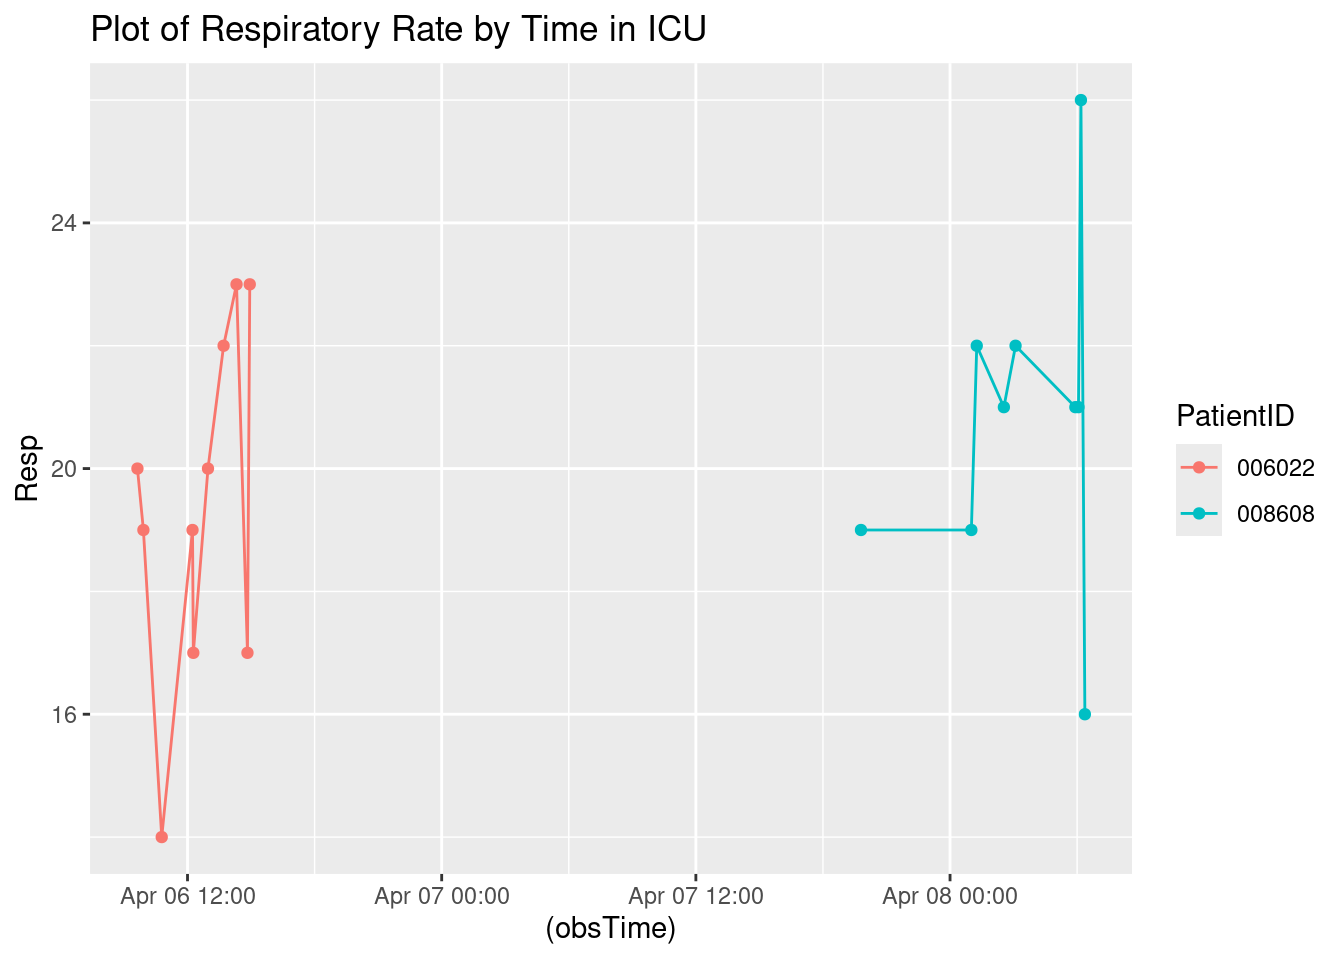 Plot of Respiratory Rate by Time in ICU
Resp
24
20
16
Apr 06 12:00
Apr 07 00:00
Apr 07 12:00
Apr 08 00:00
(obsTime)
PatientID
006022
008608